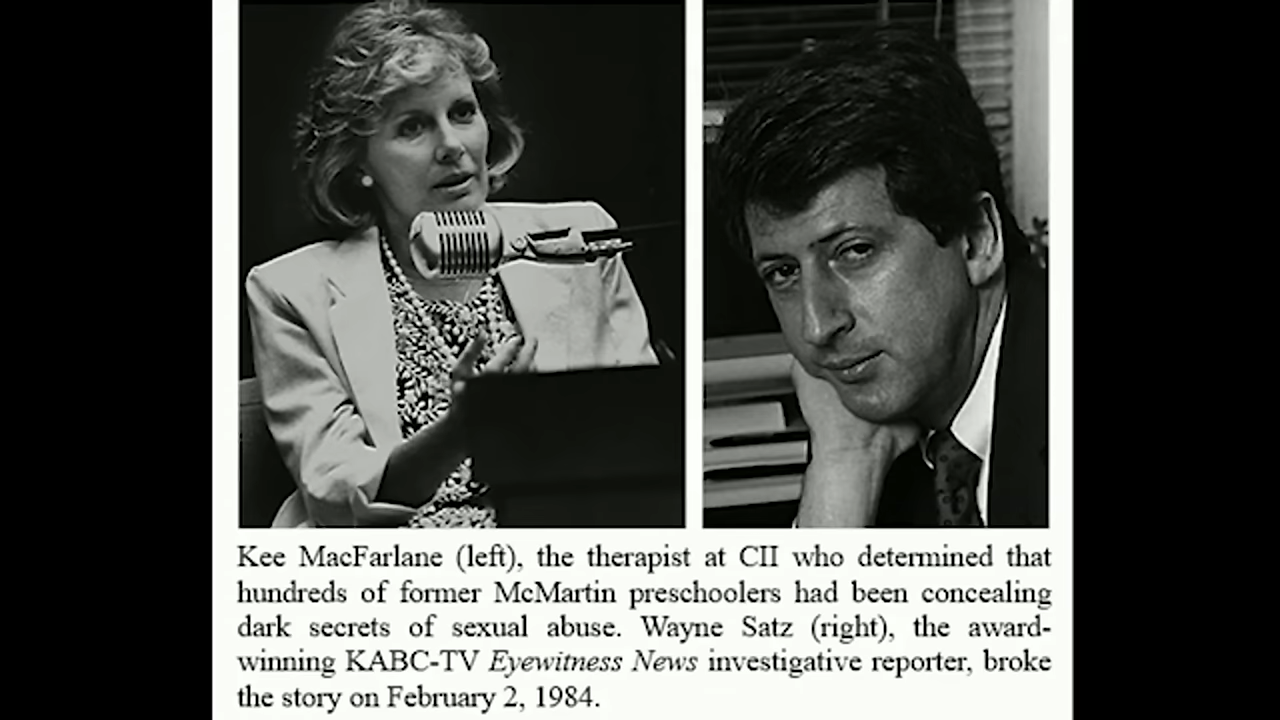 Kee MacFarlane (left), the therapist at CII who determined that
hundreds of former McMartin preschoolers had been concealing
dark secrets of sexual abuse. Wayne Satz (right), the award-
winning KABC-TV Eyewitness News investigative reporter, broke
the story on February 2, 1984.